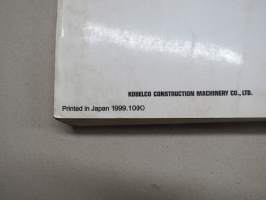 KOBELCO CONSTRUCTION MACHINERY CO., LTD.
Printed in Japan 1999.10(K)